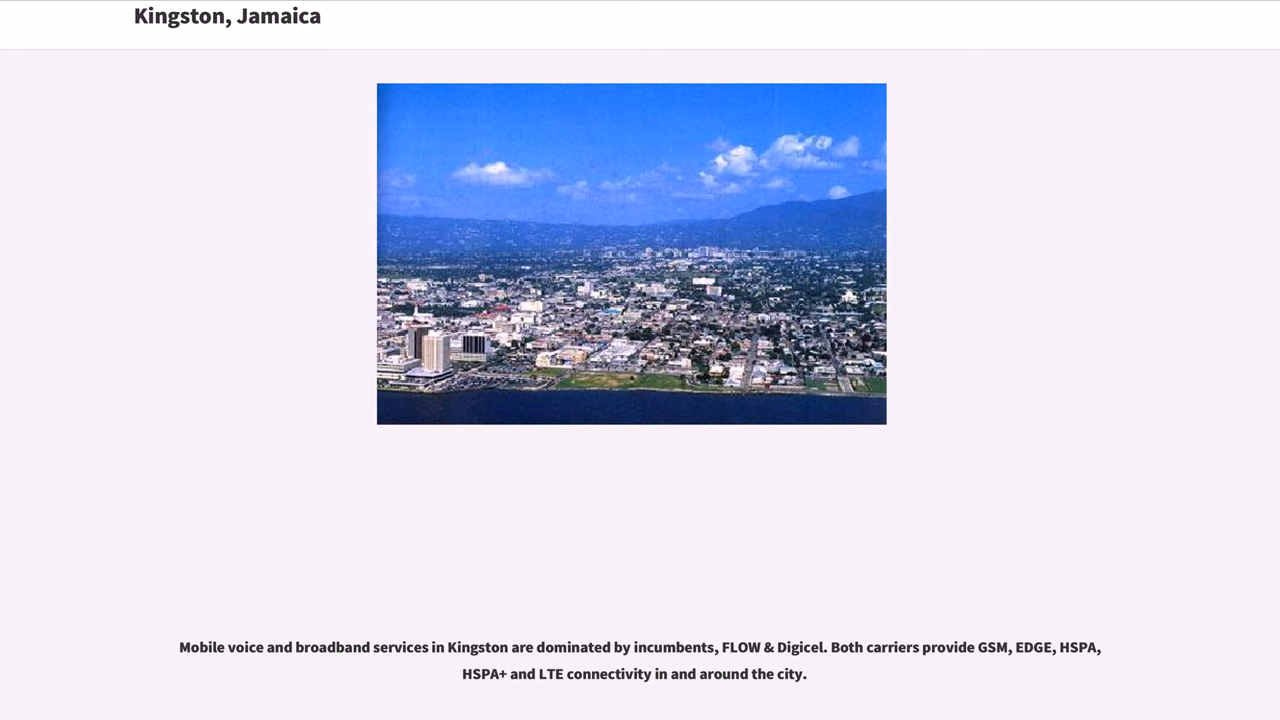 Kingston, Jamaica
Mobile voice and broadband services in Kingston are dominated by incumbents, FLOW & Digicel. Both carriers provide GSM, EDGE, HSPA,
HSPA+ and LTE connectivity in and around the city.